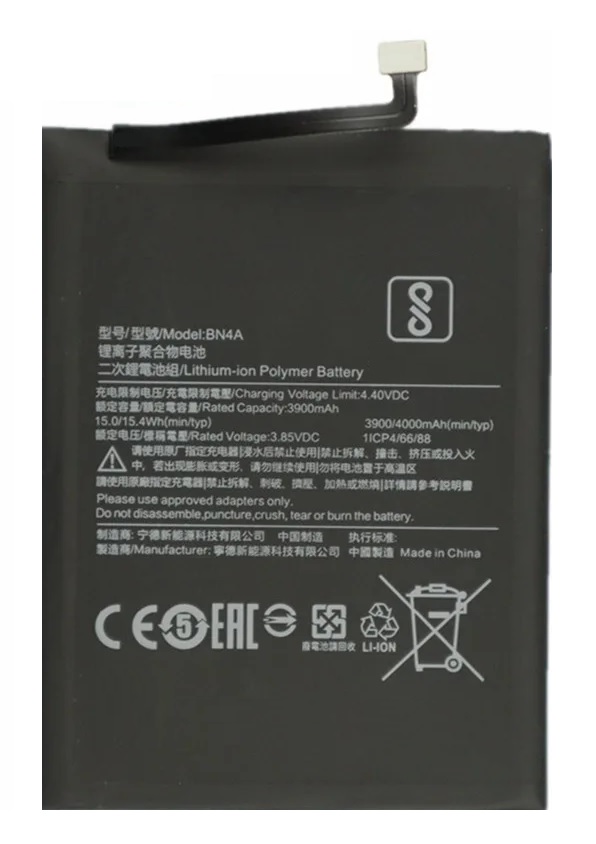 型号/型號/Model:BN4A
锂离子聚合物电池
二次鋰電池組/Lithium-ion Polymer Battery
充电限制电压/充電限制電壓/Charging Voltage Limit:4.40VDC
额定容量/額定電容量/Rated Capacity:3900mAh
15.0/15.4Wh(min/typ) 3900/4000mAh(min/typ)
额定电压/標稱電壓/Rated Voltage:3.85VDC 1ICP4/66/88
请使用原厂指定充电器|浸水后禁止使用|禁止拆解、撞击、挤压或投入火
中，若出现膨胀或变形，请勿继续使用|勿将电池置于高温区
請使用原廠指定充電器|禁止拆解、刺破、擠壓、加熱或燃燒|詳情請參考説明書
Please use approved adapters only.
Do not disassemble,puncture,crush, tear or burn the battery.
制造商: 宁德新能源科技有限公司 中国制造 执行标准:
製造商/Manufacturer: 寧德新能源科技有限公司 中國製造 Made in China
CE 5 EAC
廢電池請回收 LI-ION